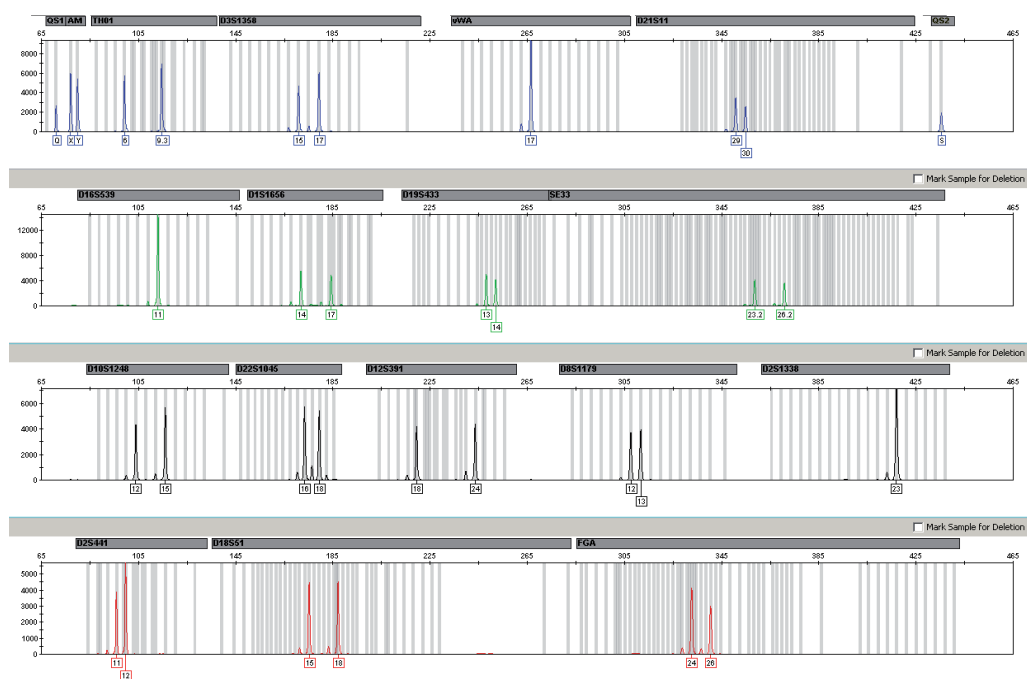 QS1 AM TH01 D3S1358 vWA D21S11 QS2
65 105 145 185 225 265 305 345 385 425 465
8000
6000
4000
2000
0
Q X Y 6 9.3 15 17 17 29 30 S
Mark Sample for Deletion
D16S539 D1S1656 D19S433 SE33
65 105 145 185 225 265 305 345 385 425 465
12000
8000
4000
0
11 14 17 13 14 23.2 26.2
Mark Sample for Deletion
D10S1248 D22S1045 D12S391 D8S1179 D2S1338
65 105 145 185 225 265 305 345 385 425 465
6000
4000
2000
0
12 15 16 18 18 24 12 13 23
Mark Sample for Deletion
D2S441 D18S51 FGA
65 105 145 185 225 265 305 345 385 425 465
5000
4000
3000
2000
1000
0
11 12 15 18 24 26